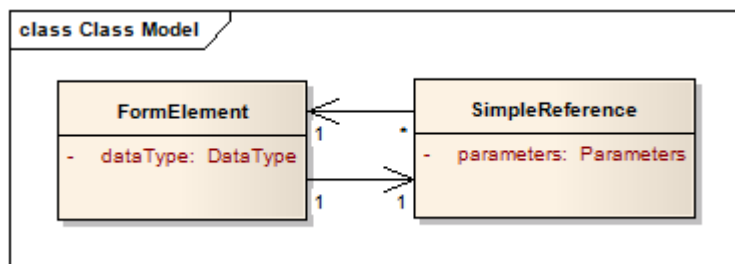 class Class Model
FormElement
- dataType: DataType
SimpleReference
- parameters: Parameters
1 *
1 1